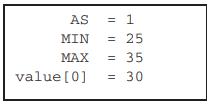 AS = 1
MIN = 25
MAX = 35
value[0] = 30